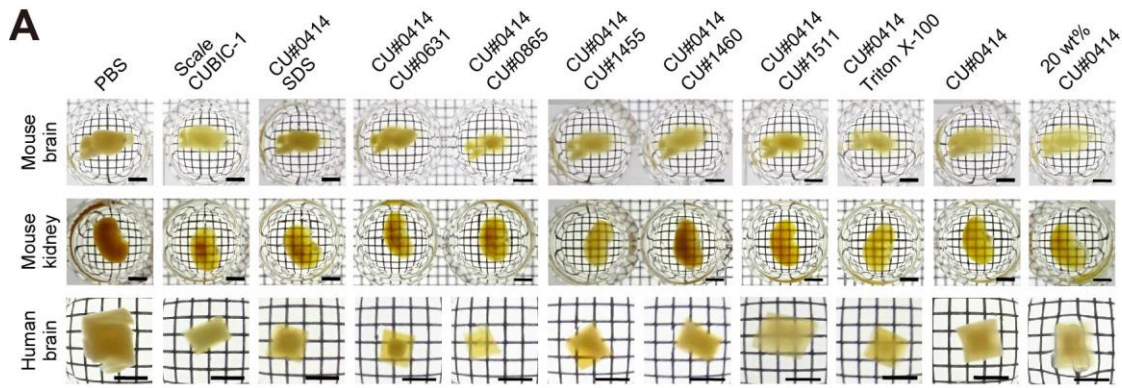 A
PBS
Scale
CUBIC-1
CU#0414
SDS
CU#0414
CU#0631
CU#0414
CU#0865
CU#0414
CU#1455
CU#0414
CU#1460
CU#0414
CU#1511
CU#0414
Triton X-100
CU#0414
20 wt%
CU#0414
Mouse
brain
Mouse
kidney
Human
brain